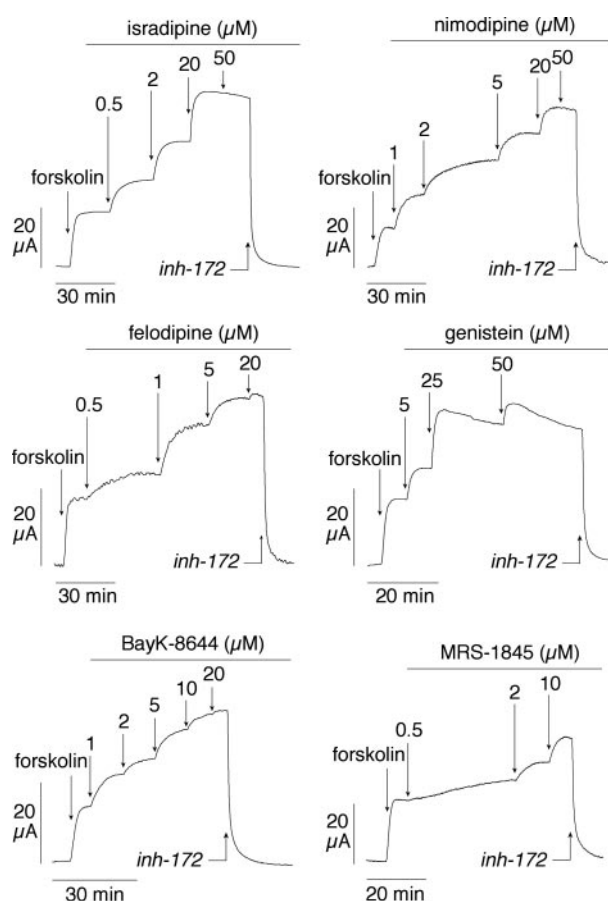 isradipine (µM)
0.5
2
20
50
forskolin
20
µA
inh-172
30 min
nimodipine (µM)
1
2
5
20
50
forskolin
20
µA
inh-172
30 min
felodipine (µM)
0.5
1
5
20
forskolin
20
µA
inh-172
30 min
genistein (µM)
5
25
50
forskolin
20
µA
inh-172
20 min
BayK-8644 (µM)
1
2
5
10
20
forskolin
20
µA
inh-172
30 min
MRS-1845 (µM)
0.5
2
10
forskolin
20
µA
inh-172
20 min